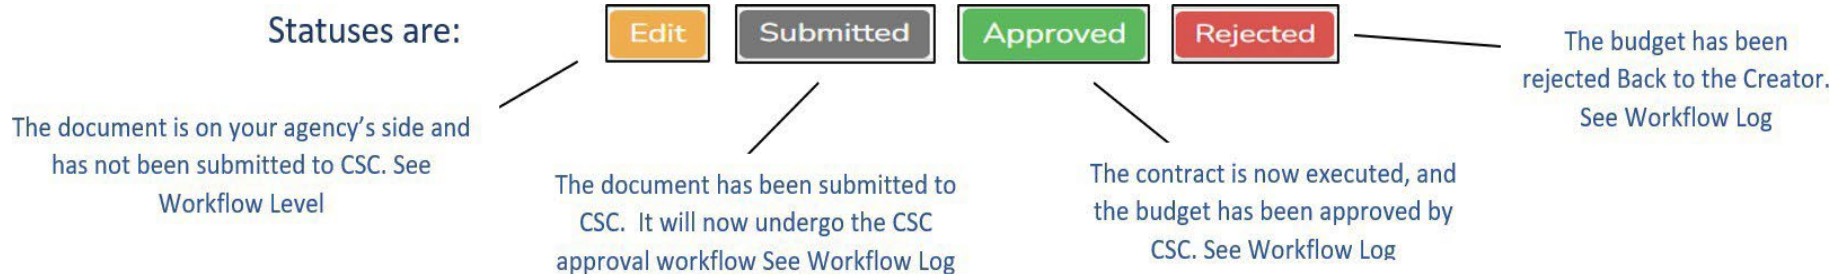 Statuses are:
Edit
Submitted
Approved
Rejected
The document is on your agency’s side and
has not been submitted to CSC. See
Workflow Level
The document has been submitted to
CSC.  It will now undergo the CSC
approval workflow See Workflow Log
The contract is now executed, and
the budget has been approved by
CSC. See Workflow Log
The budget has been
rejected Back to the Creator.
See Workflow Log